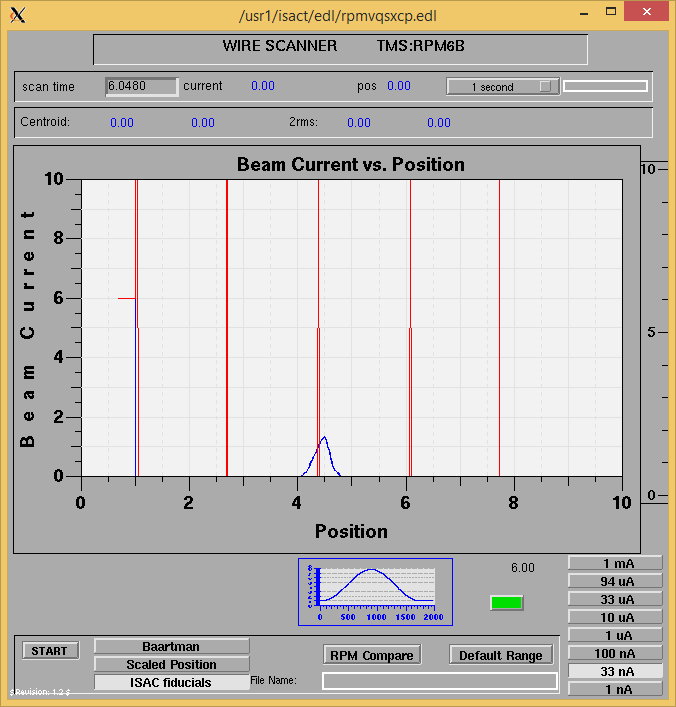 /usr1/isact/edl/rpmvqsxcp.edl
WIRE SCANNER TMS:RPM6B
scan time 6.0480 current 0.00 pos 0.00 1 second
Centroid: 0.00 0.00 2rms: 0.00 0.00
Beam Current vs. Position
10
8
6
4
2
0
Beam Current
0 2 4 6 8 10
Position
10
5
0
8
0 500 1000 1500 2000
6.00
1 mA
94 uA
33 uA
10 uA
1 uA
100 nA
33 nA
1 nA
START
Baartman
Scaled Position
ISAC fiducials
RPM Compare
Default Range
File Name:
$Revision: 1.2 $